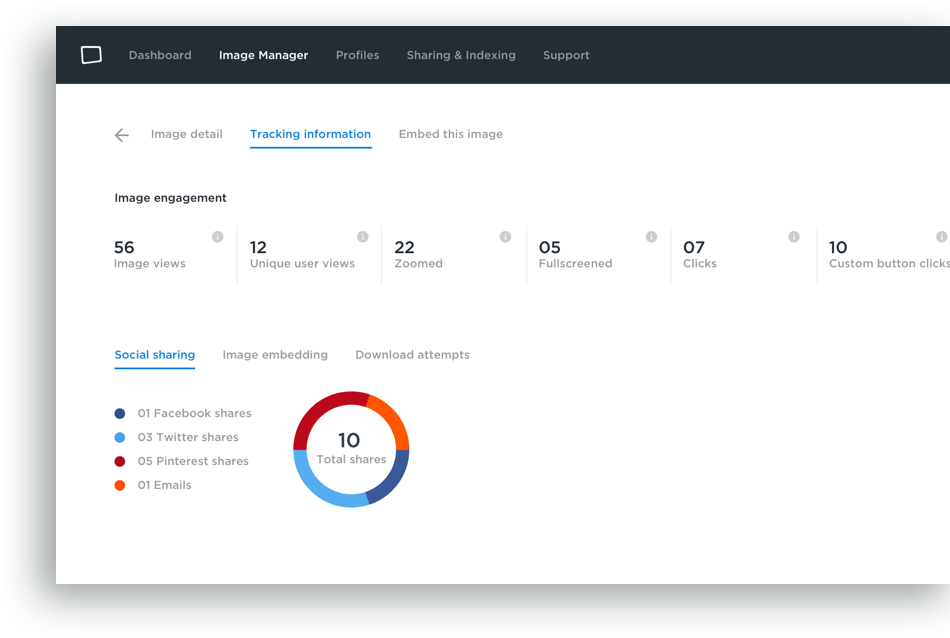 Dashboard Image Manager Profiles Sharing & Indexing Support
Image detail Tracking information Embed this image
Image engagement
56 12 22 05 07 10
Image views Unique user views Zoomed Fullscreened Clicks Custom button clicks
Social sharing Image embedding Download attempts
01 Facebook shares
03 Twitter shares
05 Pinterest shares
01 Emails
10
Total shares